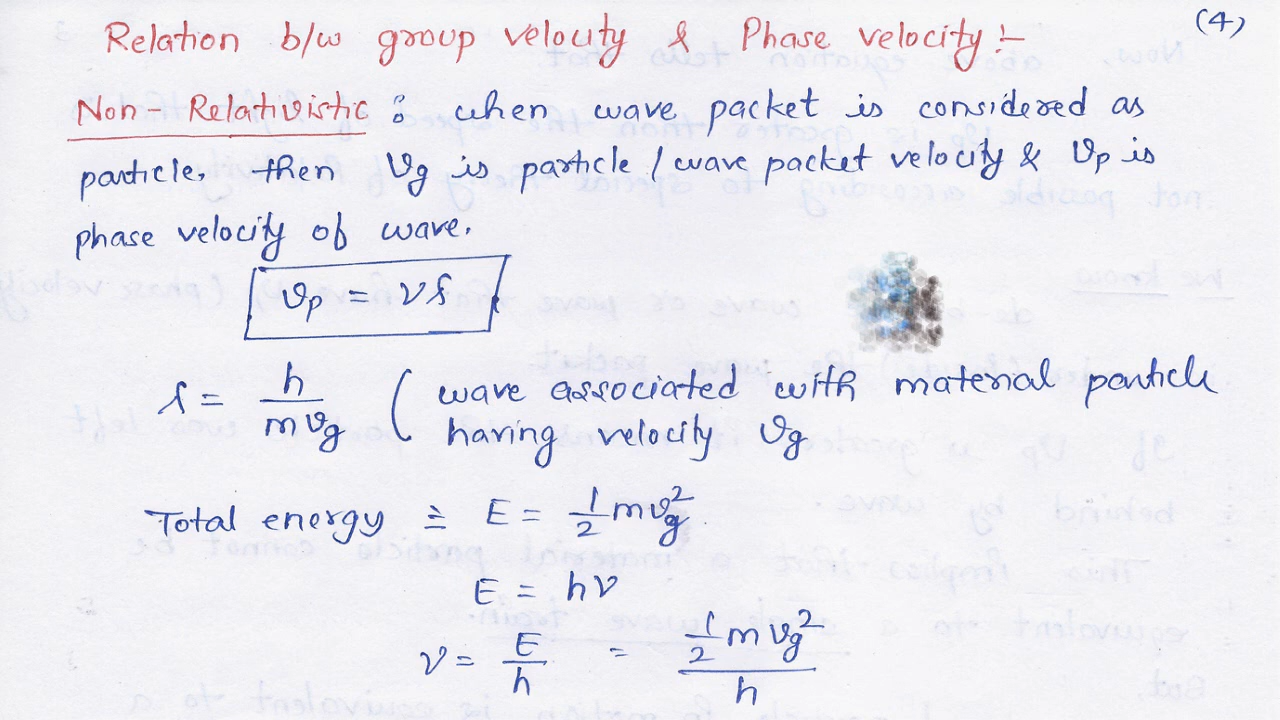 (4)
Relation b/w group velocity & Phase velocity :-
Non-Relativistic : when wave packet is considered as
particle, then Vg is particle / wave packet velocity & Vp is
phase velocity of wave.
Vp = νλ
λ = h / mVg ( wave associated with material particle
having velocity Vg
Total energy = E = 1/2 mVg²
E = hν
ν = E/h = 1/2 mVg² / h